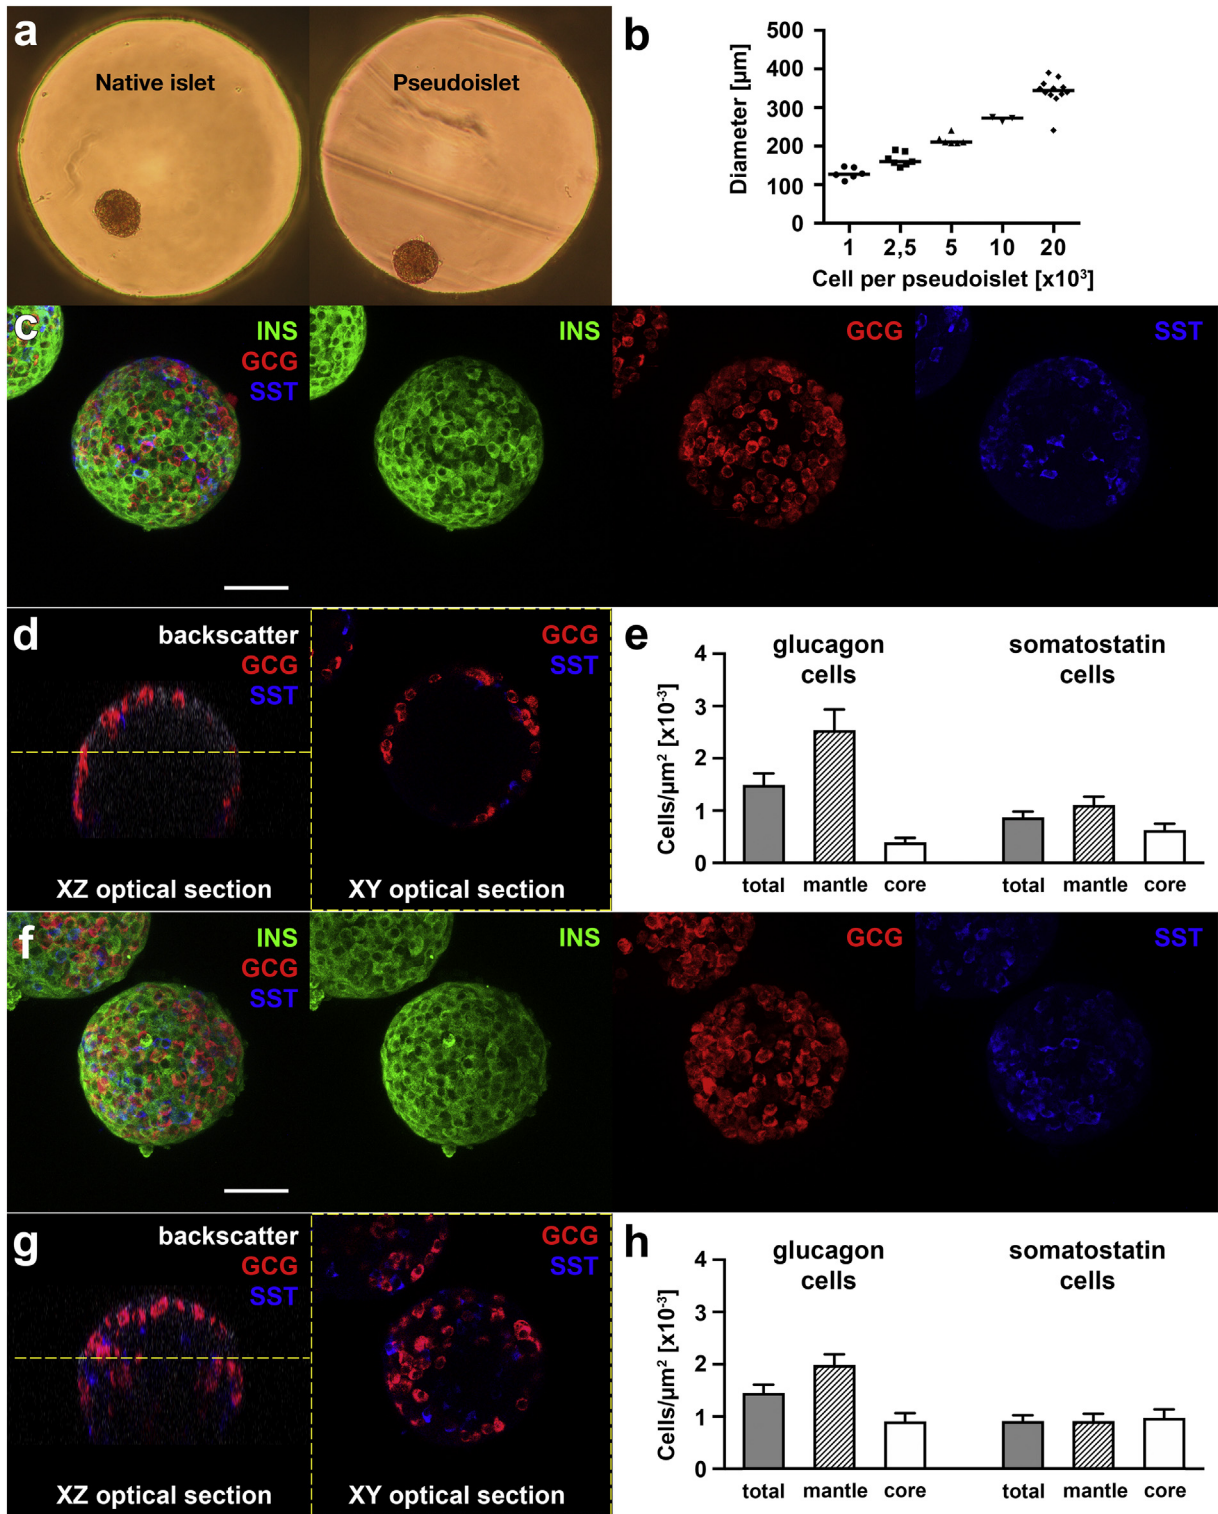 a
Native islet
Pseudoislet
b
Diameter [µm]
500
400
300
200
100
0
1
2,5
5
10
20
Cell per pseudoislet [x10³]
c
INS
GCG
SST
INS
GCG
SST
d
backscatter
GCG
SST
XZ optical section
GCG
SST
XY optical section
e
glucagon
cells
somatostatin
cells
Cells/µm² [x10⁻³]
4
3
2
1
0
total
mantle
core
total
mantle
core
f
INS
GCG
SST
INS
GCG
SST
g
backscatter
GCG
SST
XZ optical section
GCG
SST
XY optical section
h
glucagon
cells
somatostatin
cells
Cells/µm² [x10⁻³]
4
3
2
1
0
total
mantle
core
total
mantle
core